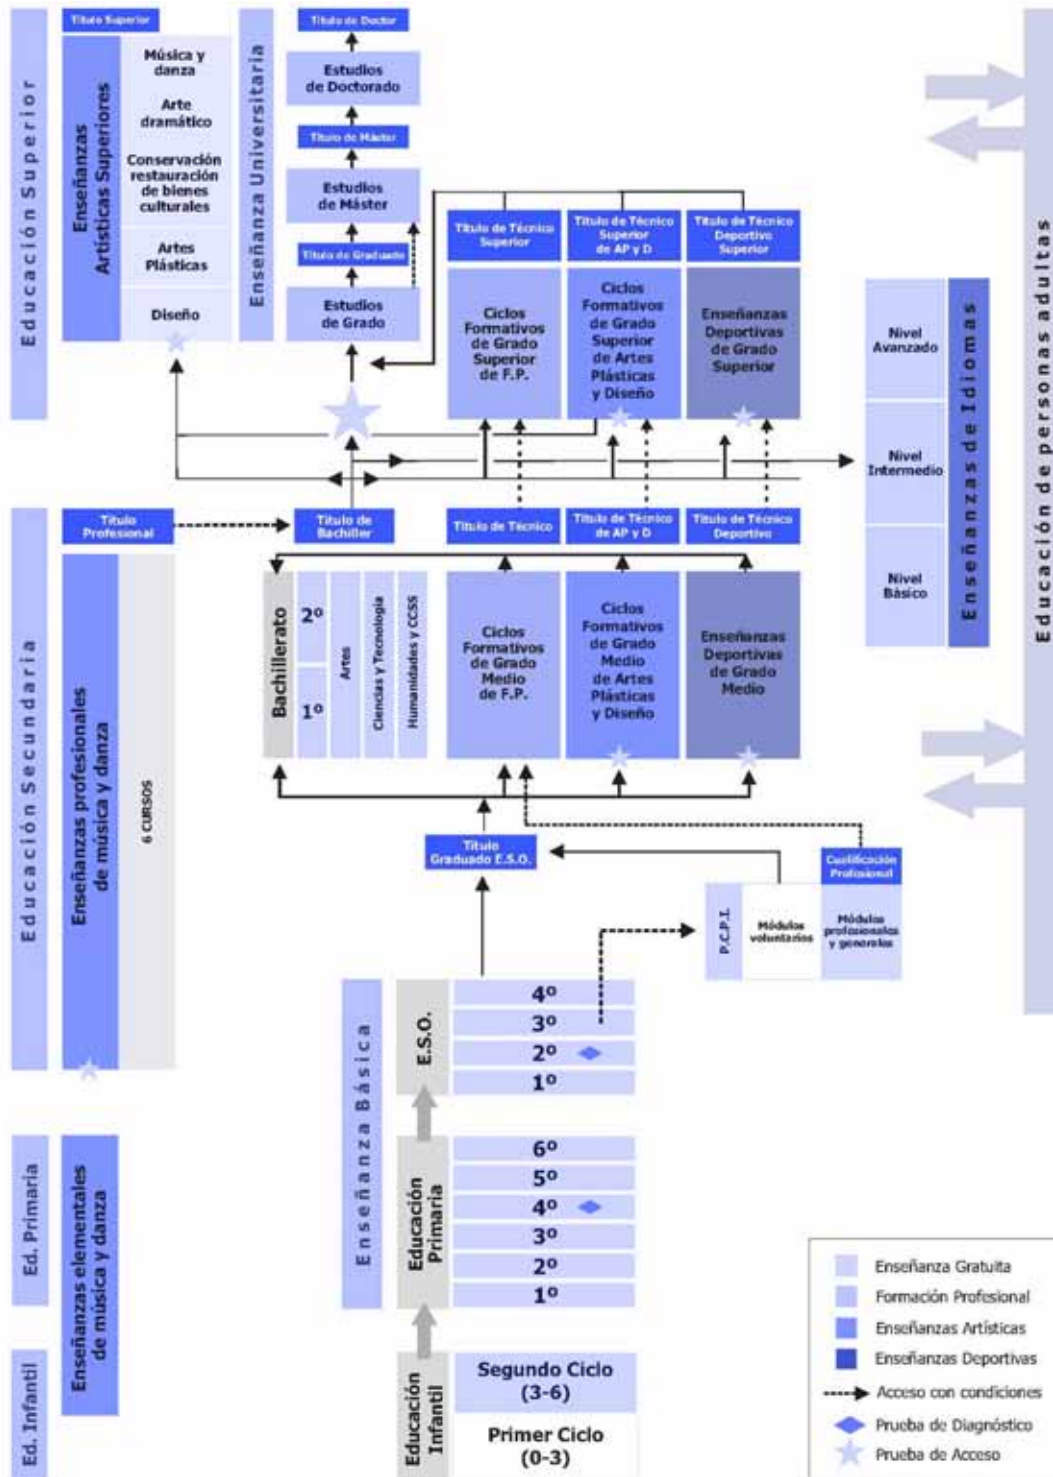 Educación Superior
Título Superior
Enseñanzas
Artísticas Superiores
Música y
danza
Arte
dramático
Conservación
restauración
de bienes
culturales
Artes
Plásticas
Diseño
Enseñanza Universitaria
Título de Doctor
Estudios
de Doctorado
Título de Máster
Estudios
de Máster
Título de Graduado
Estudios
de Grado
Título de Técnico
Superior
Ciclos
Formativos
de Grado
Superior
de F.P.
Título de Técnico
Superior
de AP y D
Ciclos
Formativos
de Grado
Superior
de Artes
Plásticas
y Diseño
Título de Técnico
Deportivo
Superior
Enseñanzas
Deportivas
de Grado
Superior
Nivel
Avanzado
Nivel
Intermedio
Nivel
Básico
Enseñanzas de Idiomas
Educación de personas adultas
Educación Secundaria
Título
Profesional
Enseñanzas profesionales
de música y danza
6 CURSOS
Título de
Bachiller
Bachillerato
2º
1º
Artes
Ciencias y Tecnología
Humanidades y CCSS
Título de Técnico
Ciclos
Formativos
de Grado
Medio
de F.P.
Título de Técnico
de AP y D
Ciclos
Formativos
de Grado
Medio
de Artes
Plásticas
y Diseño
Título de Técnico
Deportivo
Enseñanzas
Deportivas
de Grado
Medio
Título
Graduado E.S.O.
Cualificación
Profesional
P.C.P.I.
Módulos
voluntarios
Módulos
profesionales
y generales
Enseñanza Básica
E.S.O.
4º
3º
2º
1º
Ed. Primaria
Enseñanzas elementales
de música y danza
Educación
Primaria
6º
5º
4º
3º
2º
1º
Ed. Infantil
Educación
Infantil
Segundo Ciclo
(3-6)
Primer Ciclo
(0-3)
Enseñanza Gratuita
Formación Profesional
Enseñanzas Artísticas
Enseñanzas Deportivas
Acceso con condiciones
Prueba de Diagnóstico
Prueba de Acceso